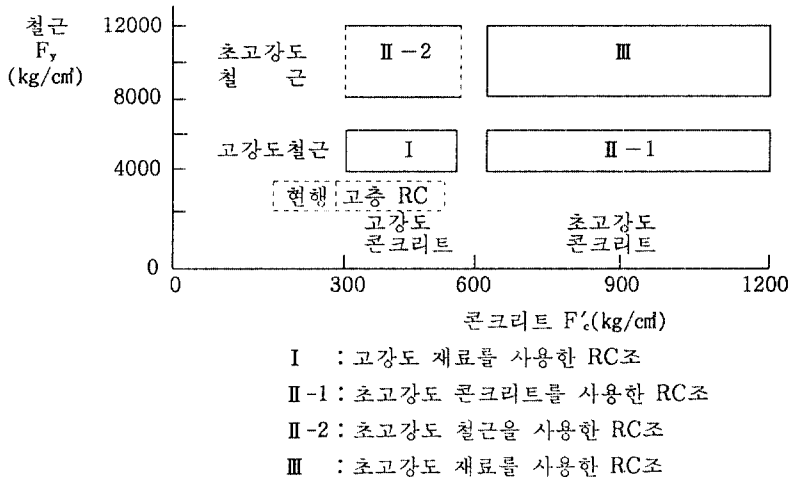 철근
F_y
(kg/㎠)
12000
8000
4000
0
초고강도
철 근
Ⅱ-2
Ⅲ
고강도철근
Ⅰ
Ⅱ-1
현행 고층 RC
고강도
콘크리트
초고강도
콘크리트
0 300 600 900 1200
콘크리트 F′c(kg/㎠)
Ⅰ : 고강도 재료를 사용한 RC조
Ⅱ-1 : 초고강도 콘크리트를 사용한 RC조
Ⅱ-2 : 초고강도 철근을 사용한 RC조
Ⅲ : 초고강도 재료를 사용한 RC조